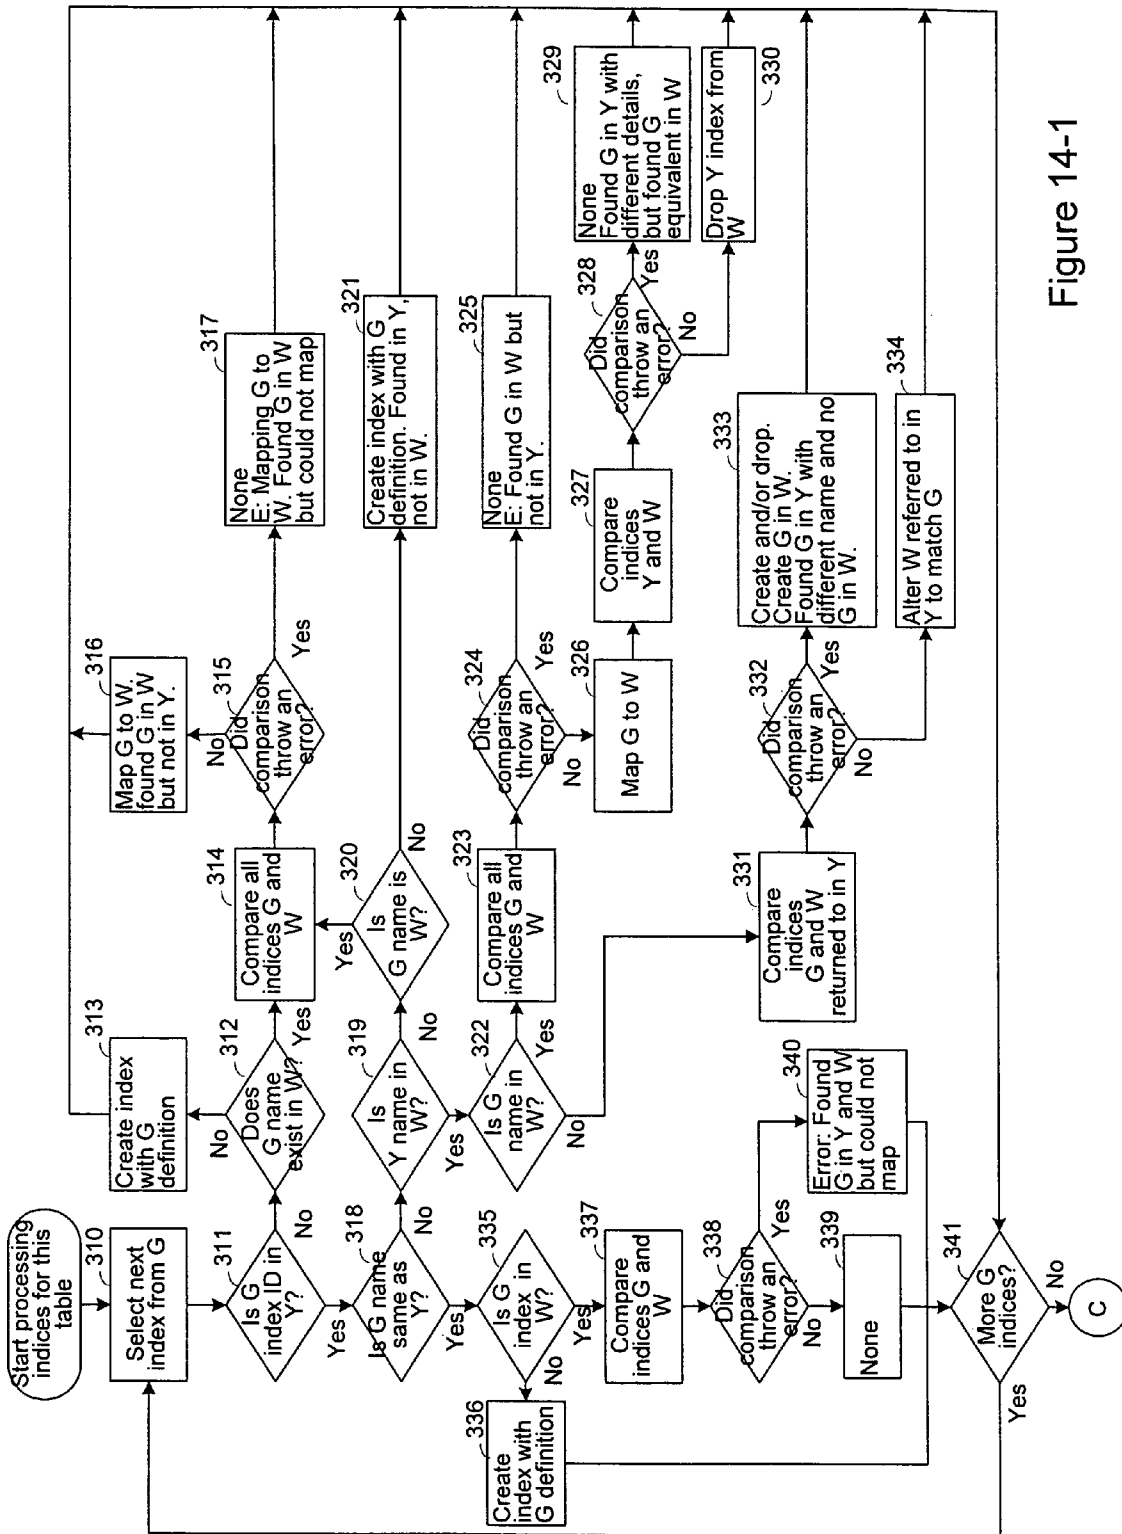 Start processing
indices for this
table
310
Select next
index from G
311
Is G
index ID in
Y?
No
Yes
312
Does
G name
exist in W?
No
Yes
313
Create index
with G
definition
314
Compare all
indices G and
W
315
Did
comparison
throw an
error?
No
Yes
316
Map G to W.
found G in W
but not in Y.
317
None
E: Mapping G to
W. Found G in W
but could not map
318
Is G name
same as
Y?
No
Yes
319
Is
Y name in
W?
No
Yes
320
Is
G name is
W?
Yes
No
321
Create index with G
definition. Found in Y,
not in W.
322
Is G
name in
W?
Yes
No
323
Compare all
indices G and
W
324
Did
comparison
throw an
error?
Yes
No
325
None
E: Found G in W but
not in Y.
326
Map G to W
327
Compare
indices
Y and W
328
Did
comparison
throw an
error?
Yes
No
329
None
Found G in Y with
different details,
but found G
equivalent in W
330
Drop Y index from
W
331
Compare
indices
G and W
returned to in Y
332
Did
comparison
throw an
error?
Yes
No
333
Create and/or drop.
Create G in W.
Found G in Y with
different name and no
G in W.
334
Alter W referred to in
Y to match G
335
Is G
index in
W?
No
Yes
336
Create
index with
G definition
337
Compare
indices G and
W
338
Did
comparison
throw an
error?
Yes
No
339
None
340
Error: Found
G in Y and W
but could not
map
341
More G
indices?
Yes
No
C
Figure 14-1